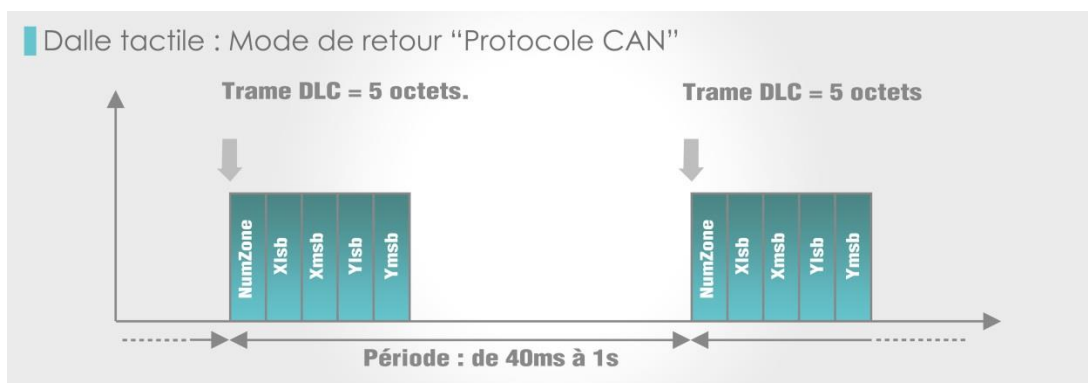 Dalle tactile : Mode de retour “Protocole CAN”
Trame DLC = 5 octets.
Trame DLC = 5 octets
NumZone
Xlsb
Xmsb
Ylsb
Ymsb
NumZone
Xlsb
Xmsb
Ylsb
Ymsb
Période : de 40ms à 1s